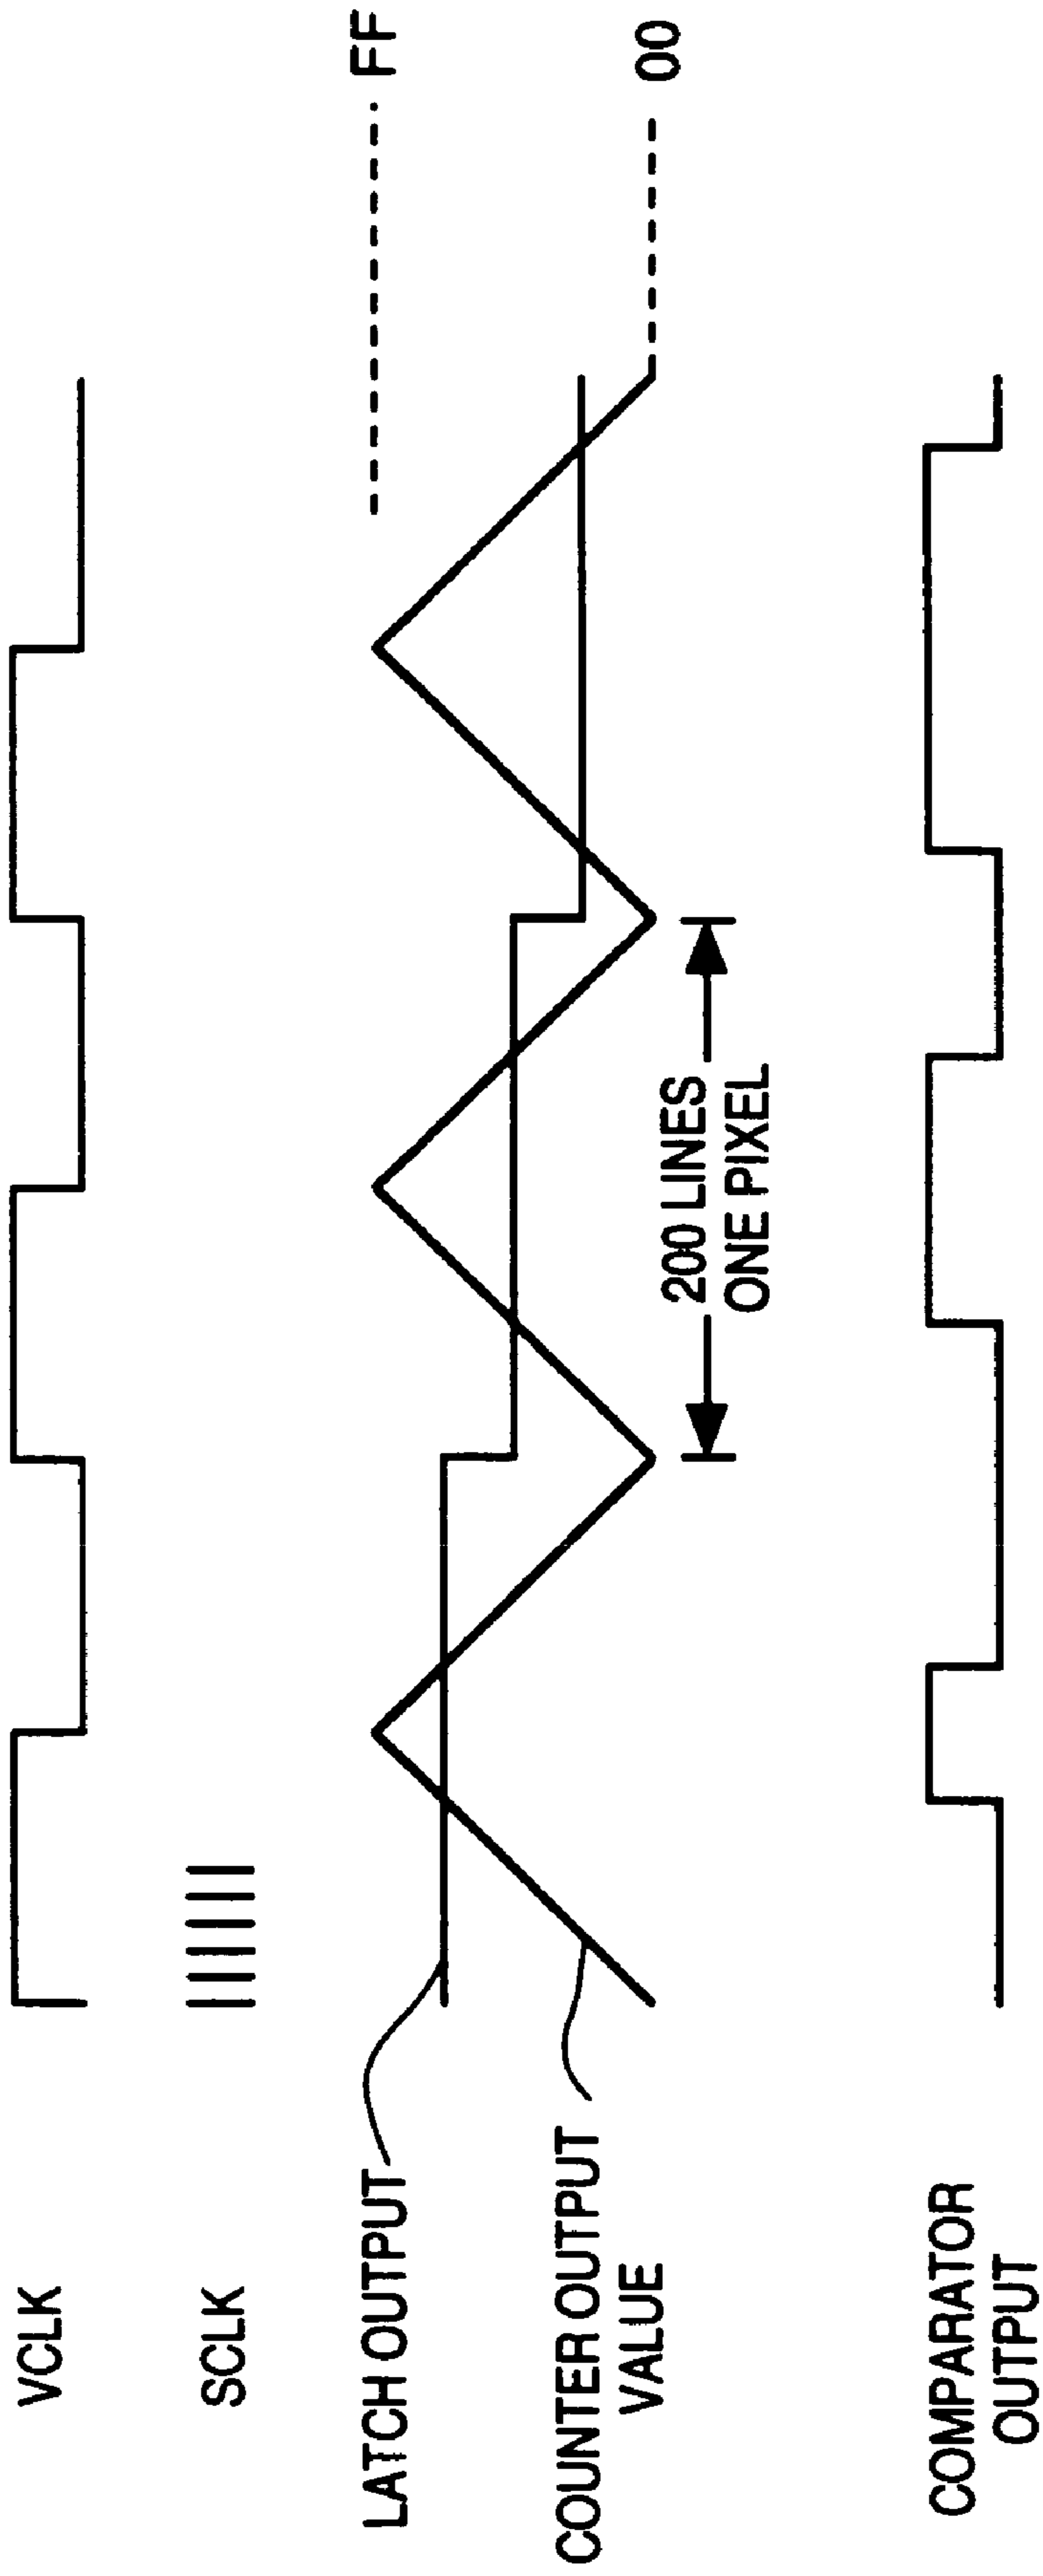 VCLK
SCLK
LATCH OUTPUT
FF
COUNTER OUTPUT
VALUE
00
200 LINES
ONE PIXEL
COMPARATOR
OUTPUT